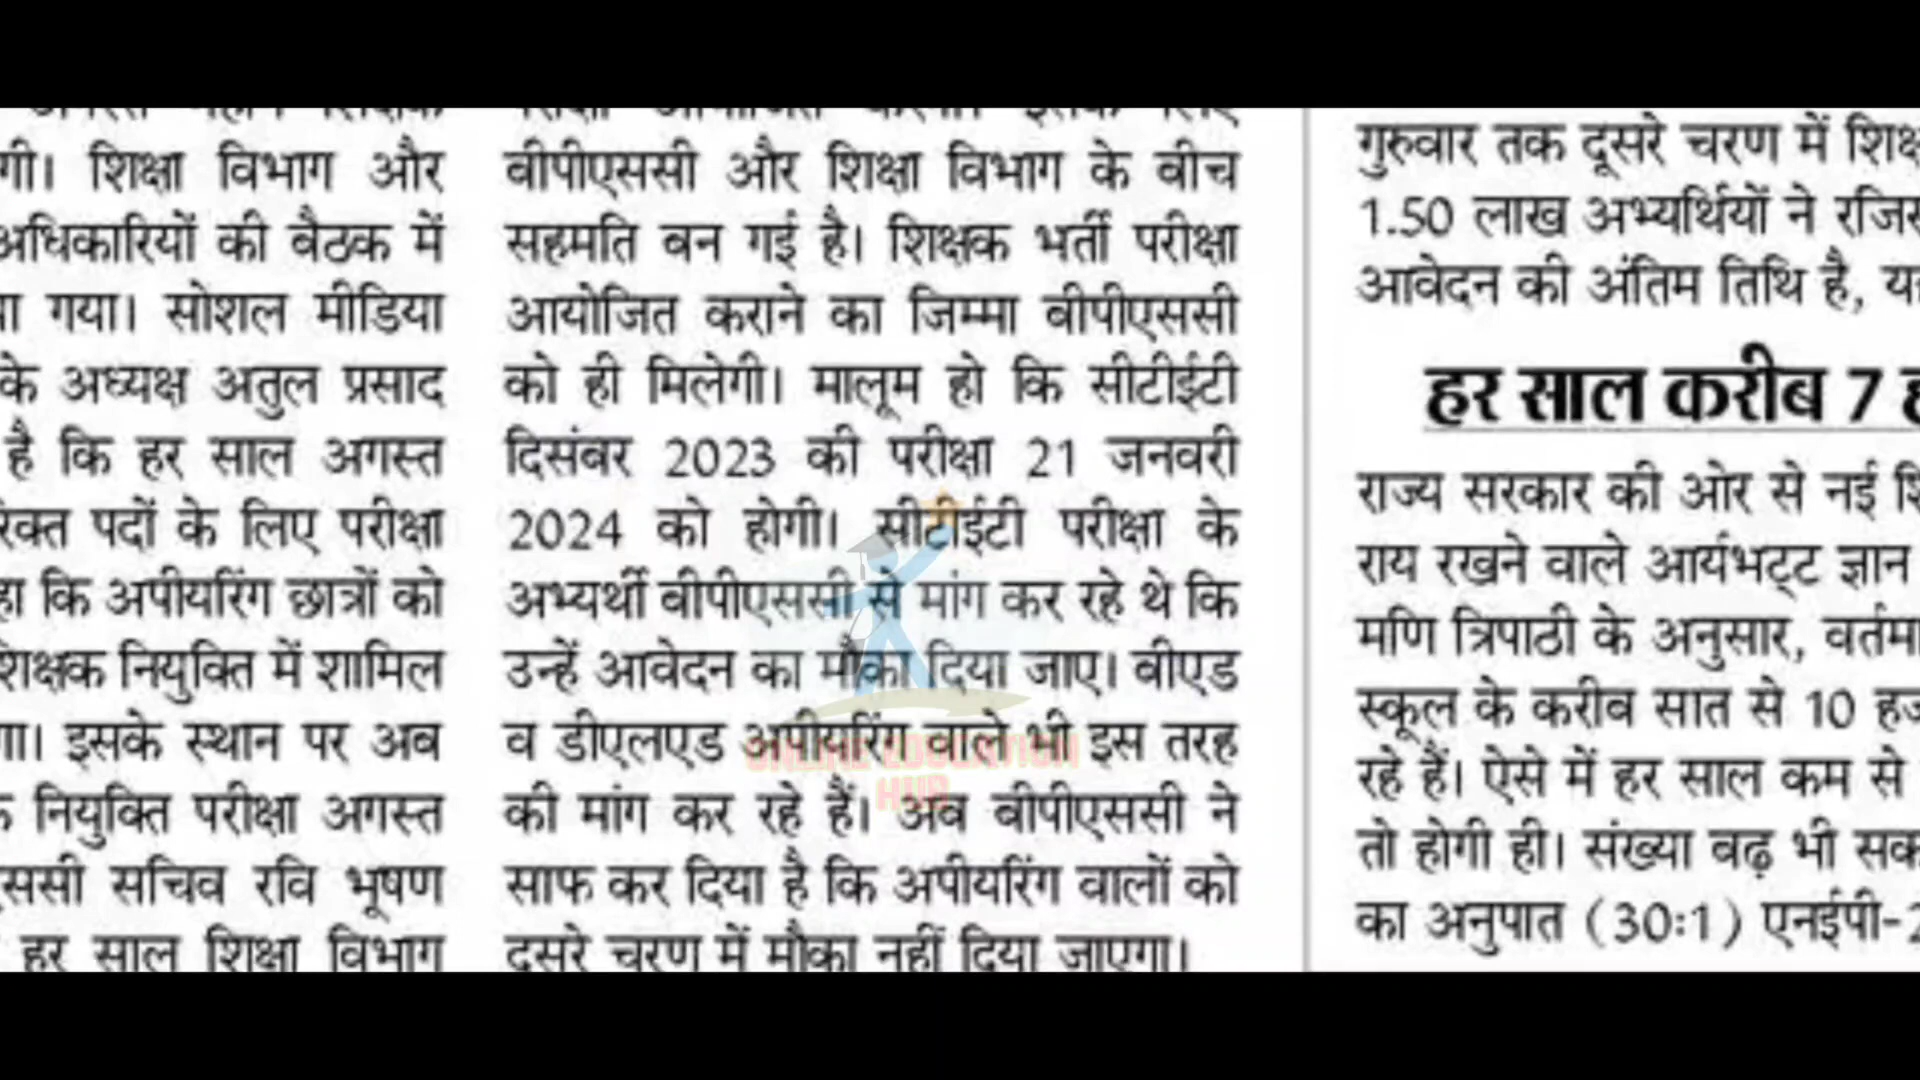 गी। शिक्षा विभाग और
अधिकारियों की बैठक में
गया। सोशल मीडिया
के अध्यक्ष अतुल प्रसाद
है कि हर साल अगस्त
पदों के लिए परीक्षा
कि अपीयरिंग छात्रों को
शिक्षक नियुक्ति में शामिल
इसके स्थान पर अब
नियुक्ति परीक्षा अगस्त
सचिव रवि भूषण
हर साल शिक्षा विभाग
बीपीएससी और शिक्षा विभाग के बीच
सहमति बन गई है। शिक्षक भर्ती परीक्षा
आयोजित कराने का जिम्मा बीपीएससी
को ही मिलेगी। मालूम हो कि सीटीईटी
दिसंबर 2023 की परीक्षा 21 जनवरी
2024 को होगी। सीटीईटी परीक्षा के
अभ्यर्थी बीपीएससी से मांग कर रहे थे कि
उन्हें आवेदन का मौका दिया जाए। बीएड
व डीएलएड अपीयरिंग वाले भी इस तरह
की मांग कर रहे हैं। अब बीपीएससी ने
साफ कर दिया है कि अपीयरिंग वालों को
दूसरे चरण में मौका नहीं दिया जाएगा।
गुरुवार तक दूसरे चरण में
1.50 लाख अभ्यर्थियों ने
आवेदन की अंतिम तिथि है,
हर साल करीब 7
राज्य सरकार की ओर से नई
राय रखने वाले आर्यभट्ट ज्ञान
मणि त्रिपाठी के अनुसार,
स्कूल के करीब सात से 10
रहे हैं। ऐसे में हर साल कम से
तो होगी ही। संख्या बढ़ भी
का अनुपात (30:1) एनईपी-2
ONLINE EDUCATION
HUB